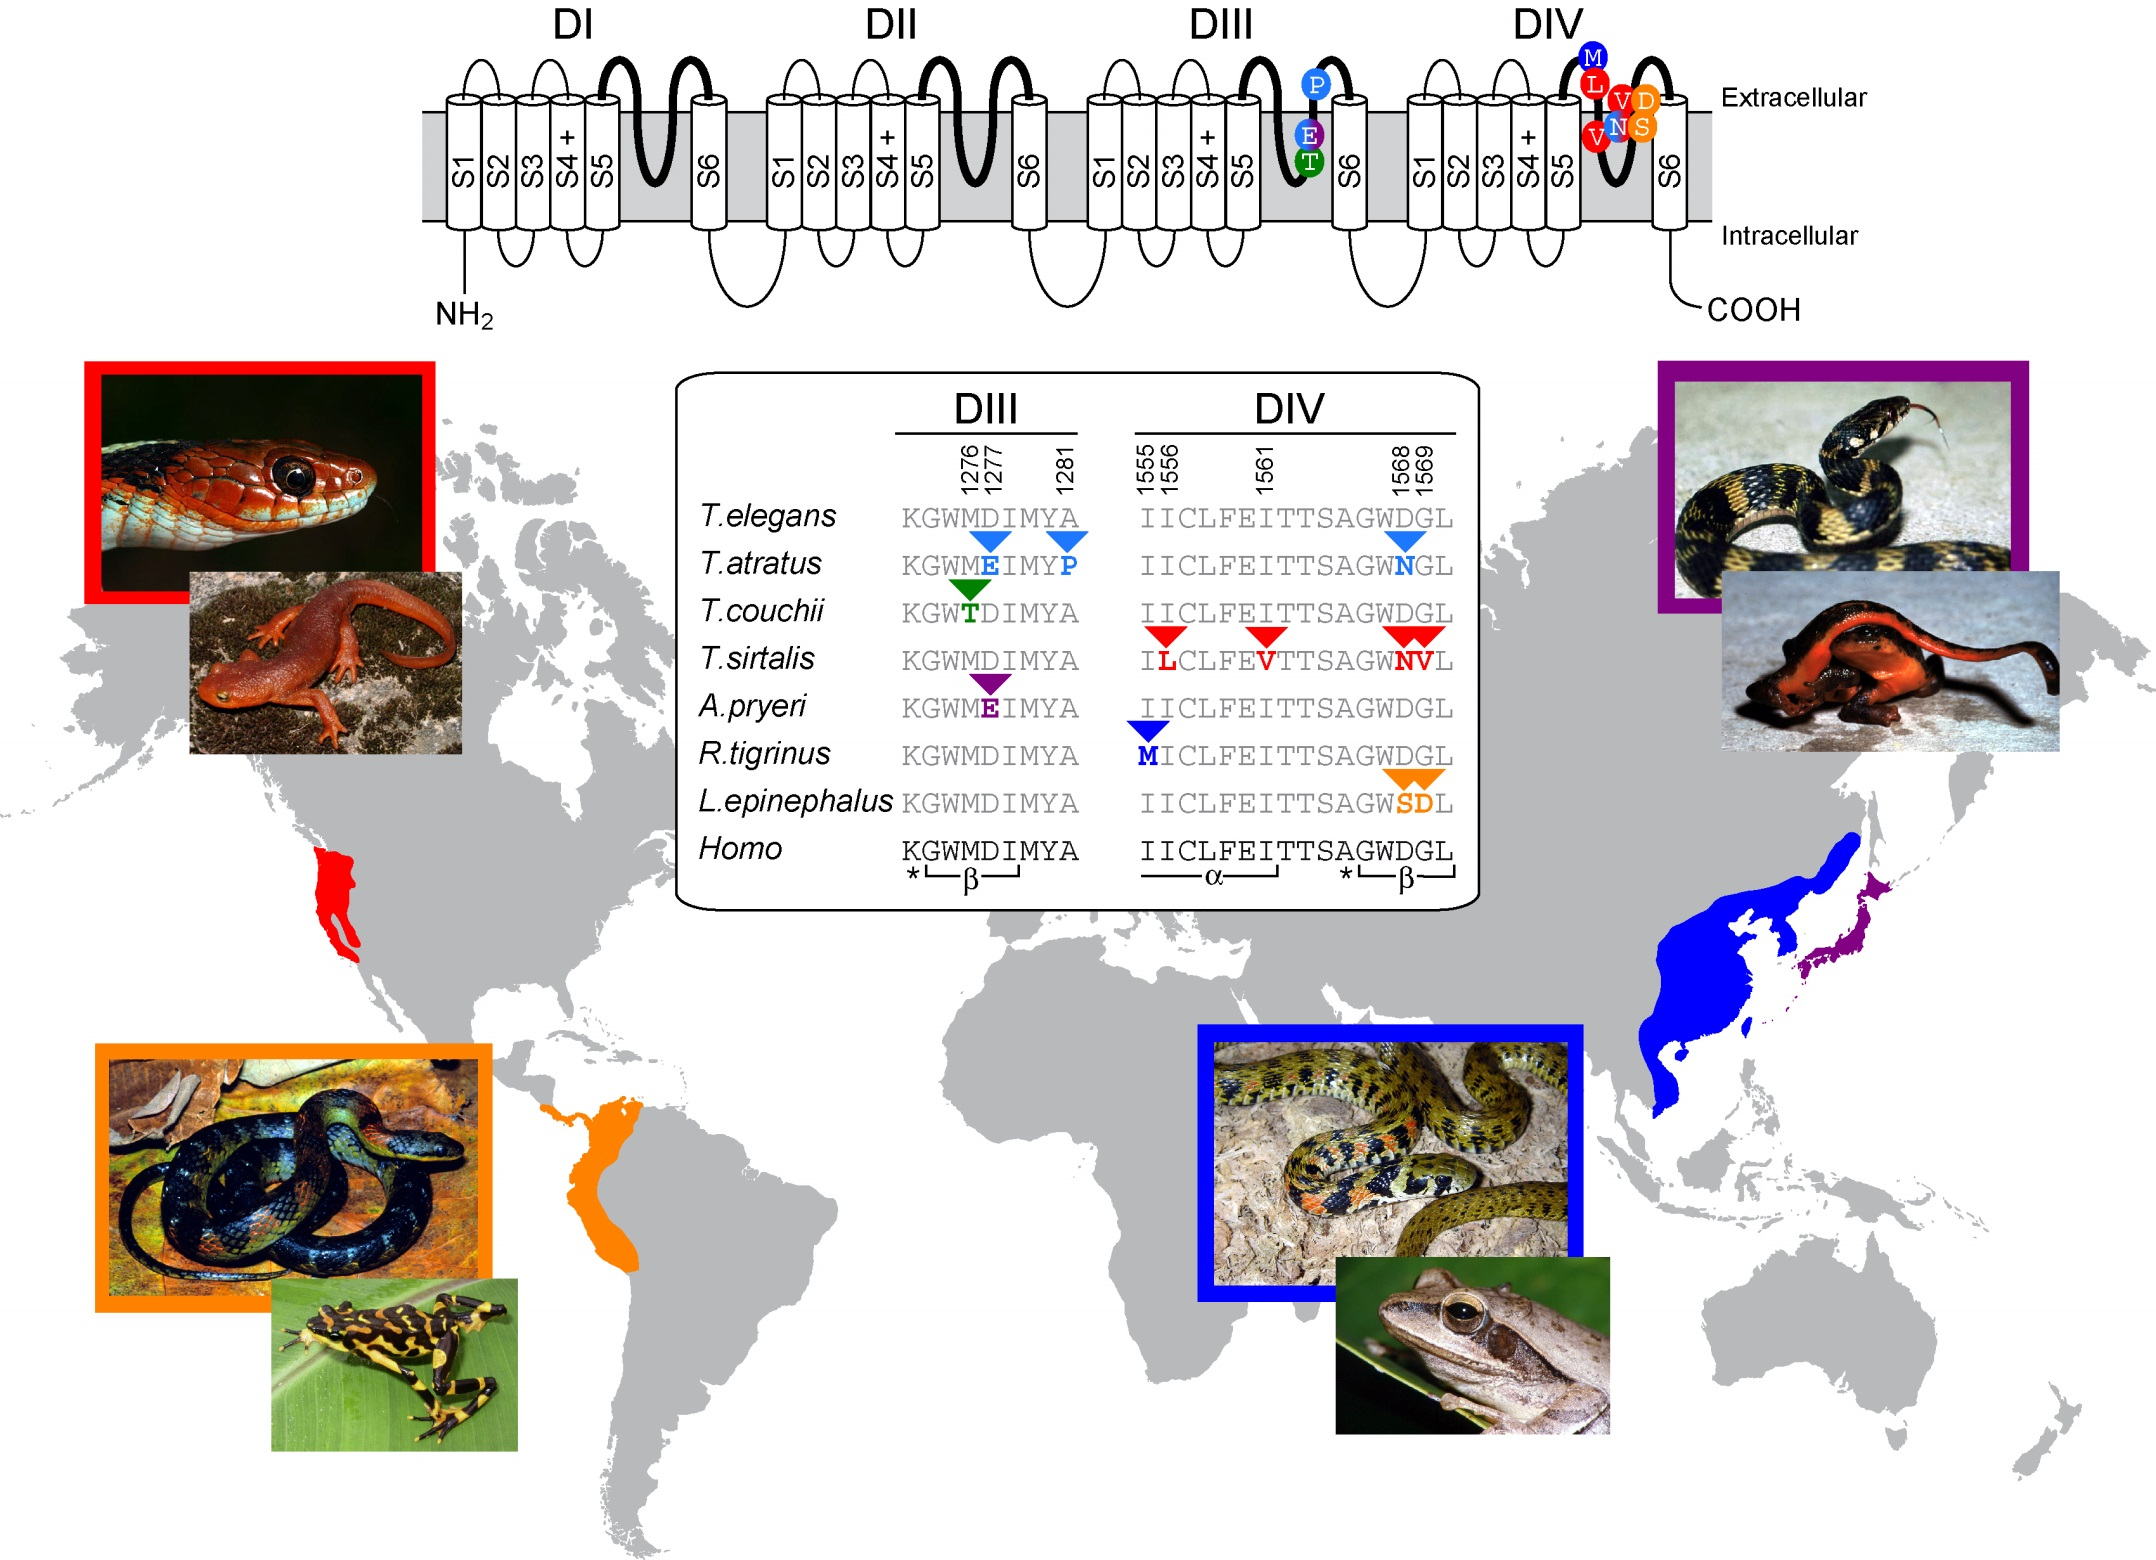 DI DII DIII DIV
M
L
P
V D
Extracellular
E
V N S
T
S1 S2 S3 S4 + S5 S6 S1 S2 S3 S4 + S5 S6 S1 S2 S3 S4 + S5 S6 S1 S2 S3 S4 + S5 S6
Intracellular
NH2
COOH
DIII DIV
1276 1277 1281 1555 1556 1561 1568 1569
T.elegans KGWMDIMYA IICLFEITTSAGWDGL
T.atratus KGWMEIMYP IICLFEITTSAGWNGL
T.couchii KGWTDIMYA IICLFEITTSAGWDGL
T.sirtalis KGWMDIMYA ILCLFEVTTSAGWNVL
A.pryeri KGWMEIMYA IICLFEITTSAGWDGL
R.tigrinus KGWMDIMYA MICLFEITTSAGWDGL
L.epinephalus KGWMDIMYA IICLFEITTSAGWSDL
Homo KGWMDIMYA IICLFEITTSAGWDGL
* β α * β